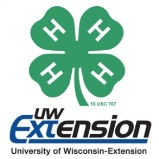 H H
H H
18 USC 707
UW
Extension
University of Wisconsin-Extension